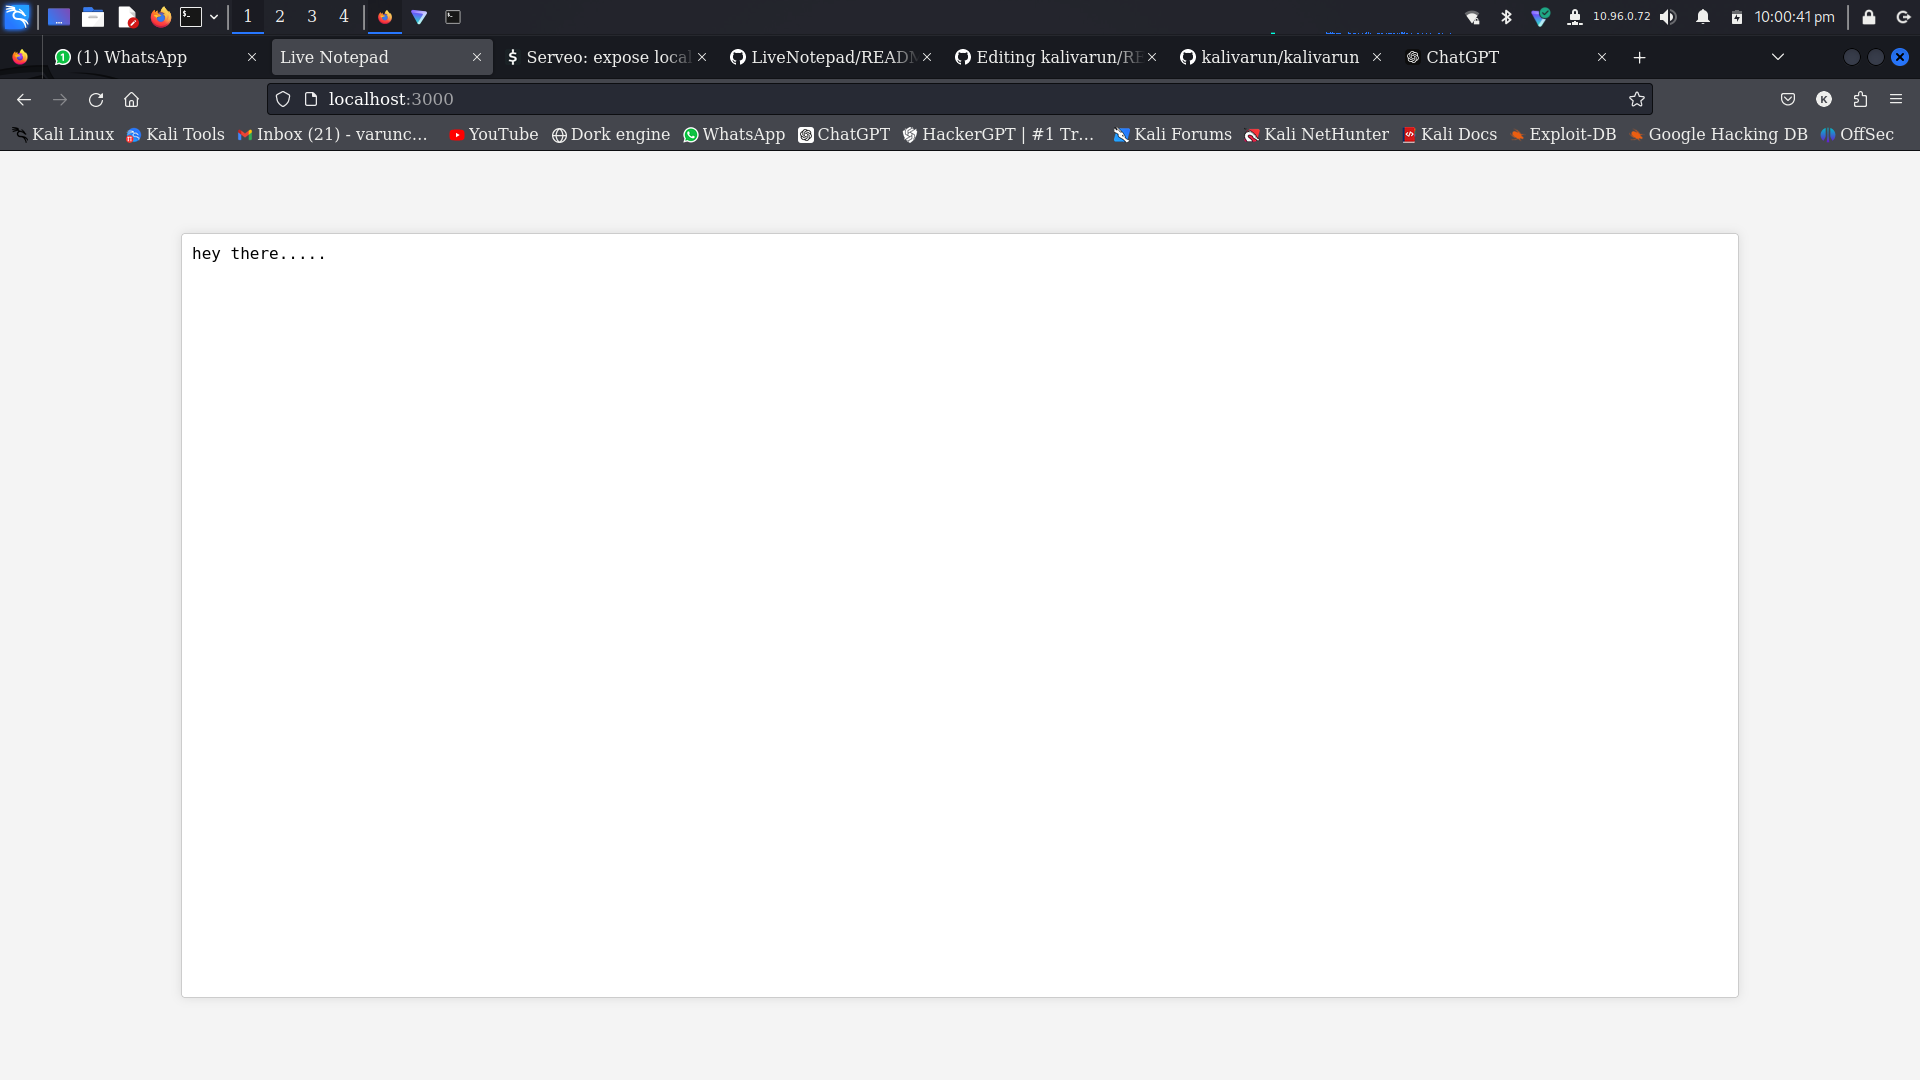 1 2 3 4 10.96.0.72 10:00:41 pm
(1) WhatsApp Live Notepad Serveo: expose local LiveNotepad/READM Editing kalivarun/RE kalivarun/kalivarun ChatGPT
localhost:3000 K
Kali Linux Kali Tools Inbox (21) - varunc... YouTube Dork engine WhatsApp ChatGPT HackerGPT | #1 Tr... Kali Forums Kali NetHunter Kali Docs Exploit-DB Google Hacking DB OffSec
hey there.....